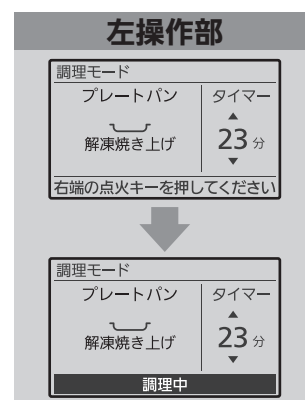 左操作部
調理モード
プレートパン タイマー
解凍焼き上げ 23分
右端の点火キーを押してください
調理モード
プレートパン タイマー
解凍焼き上げ 23分
調理中